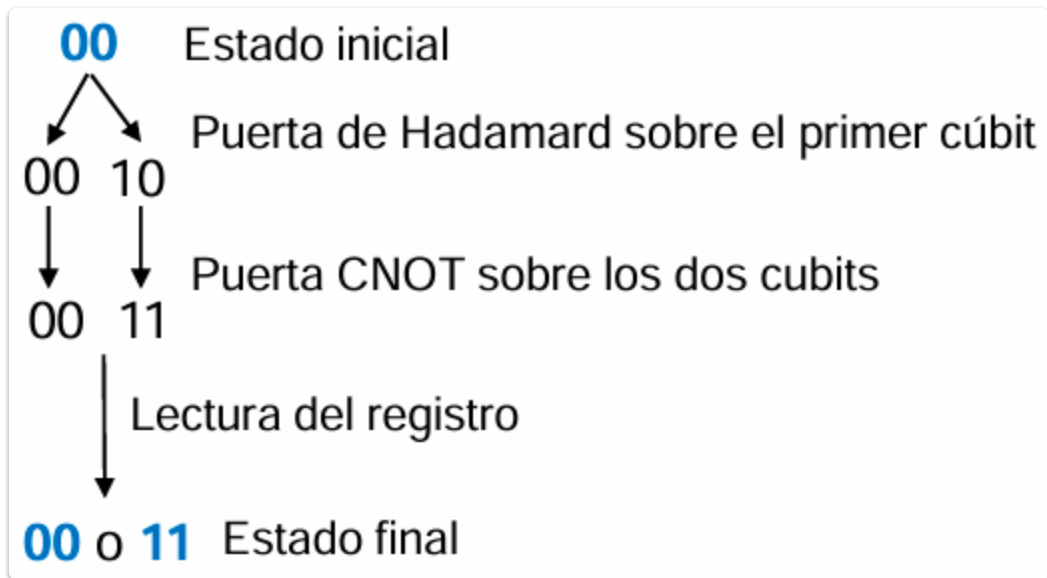 00 Estado inicial
Puerta de Hadamard sobre el primer cúbit
00 10
Puerta CNOT sobre los dos cubits
00 11
Lectura del registro
00 o 11 Estado final